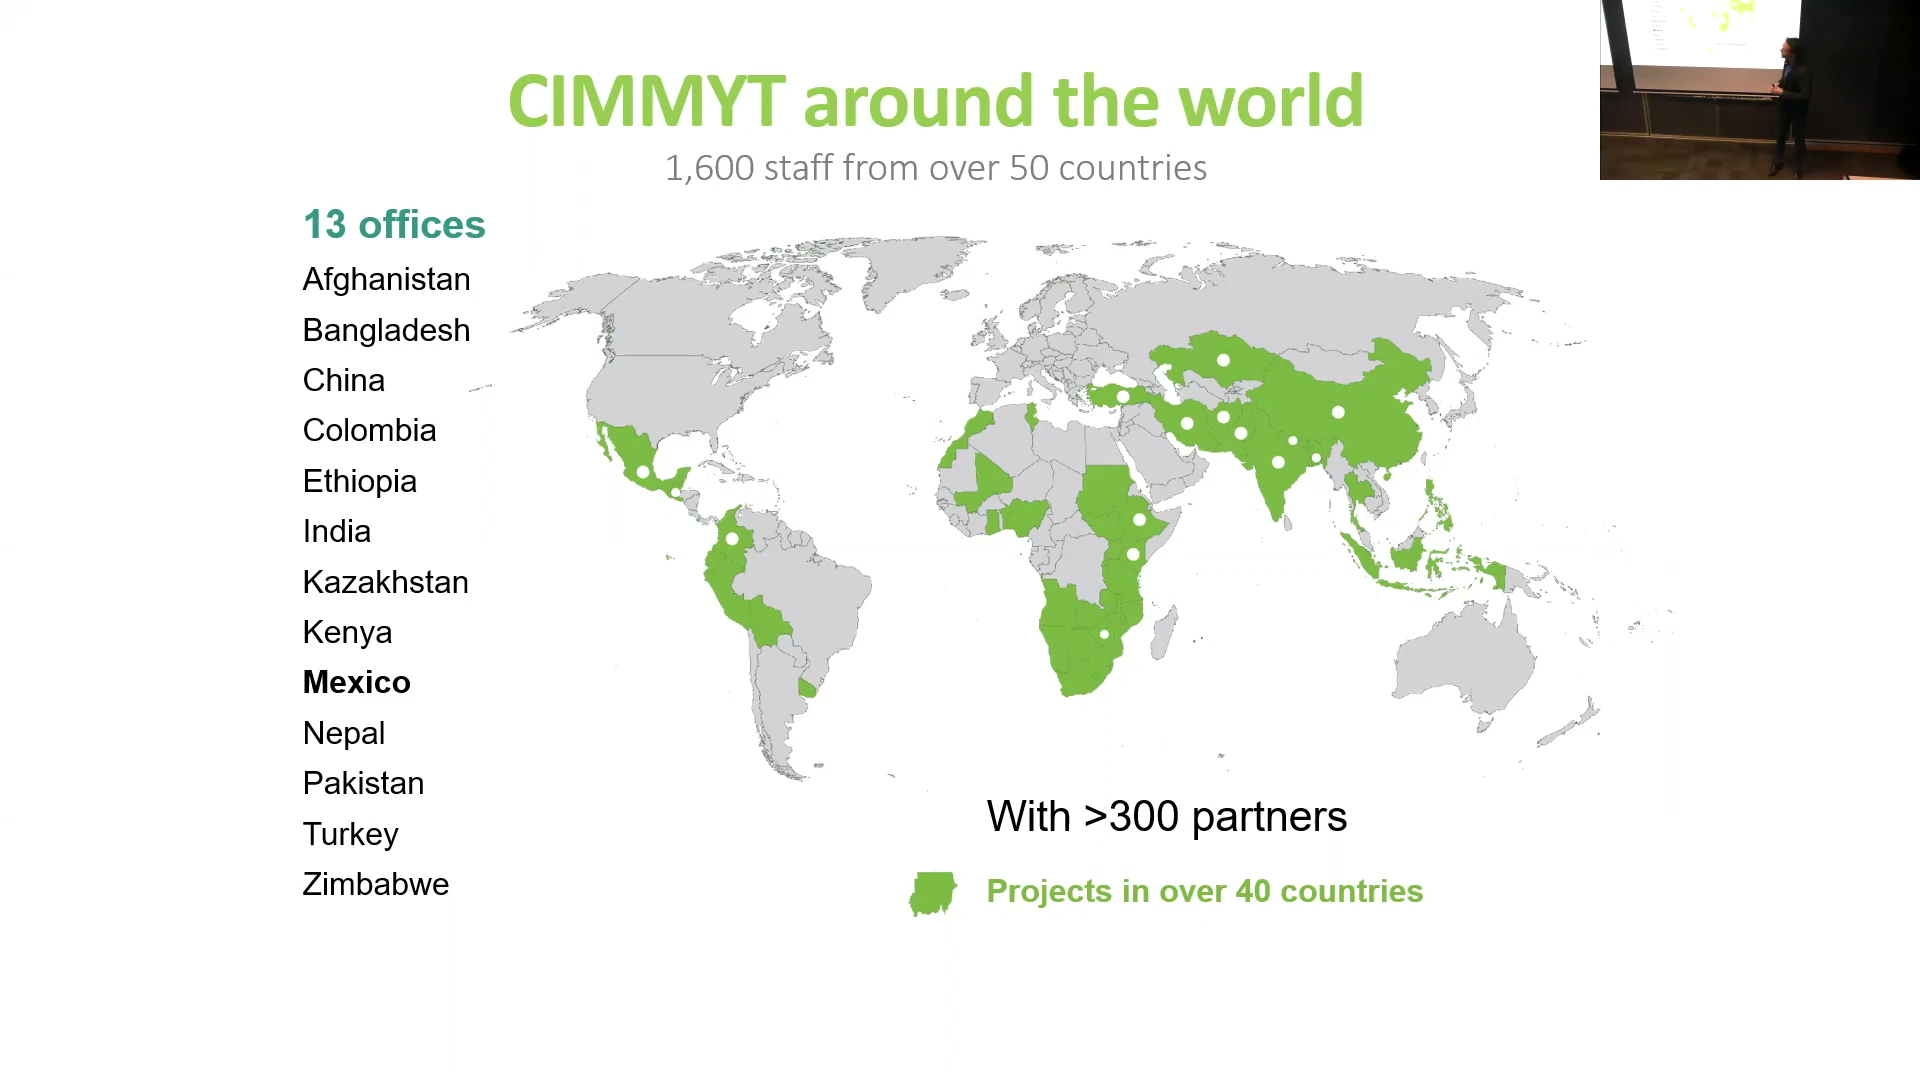 CIMMYT around the world
1,600 staff from over 50 countries
13 offices
Afghanistan
Bangladesh
China
Colombia
Ethiopia
India
Kazakhstan
Kenya
Mexico
Nepal
Pakistan
Turkey
Zimbabwe
With >300 partners
Projects in over 40 countries